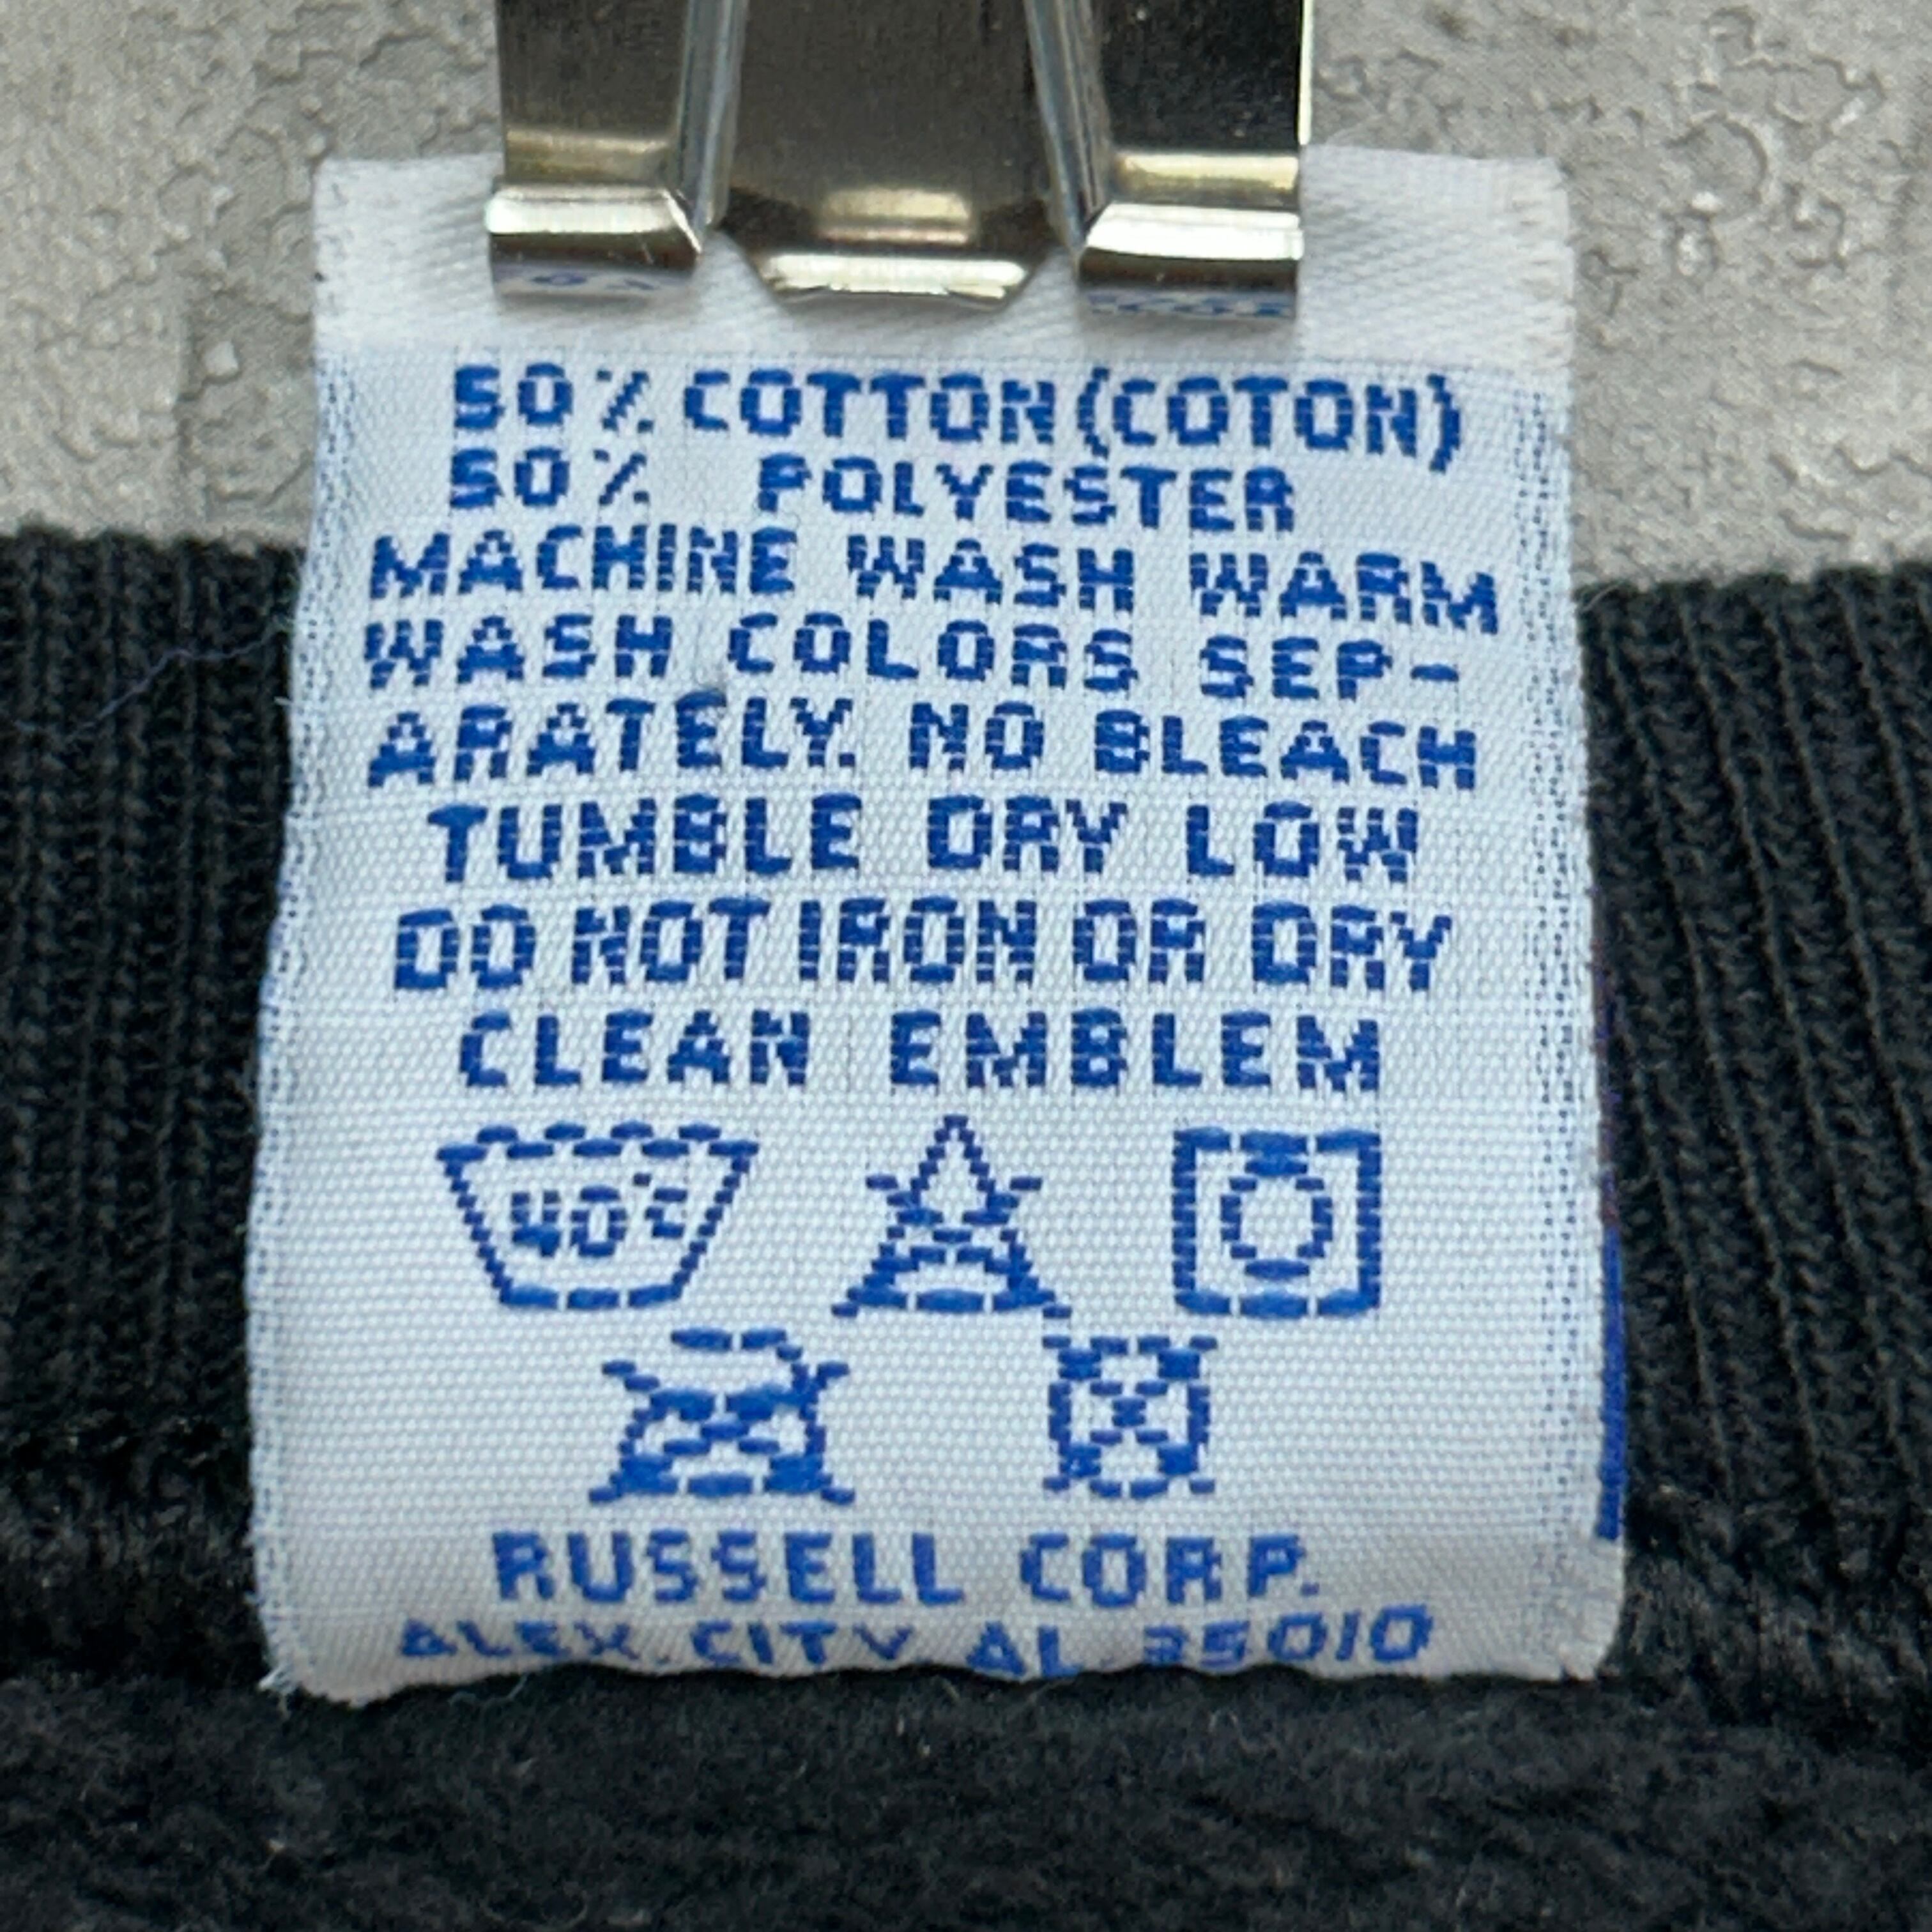 50% COTTON (COTON)
50% POLYESTER
MACHINE WASH WARM
WASH COLORS SEP-
ARATELY. NO BLEACH
TUMBLE DRY LOW
DO NOT IRON OR DRY
CLEAN EMBLEM
40°C
RUSSELL CORP.
ALEX. CITY AL 35010